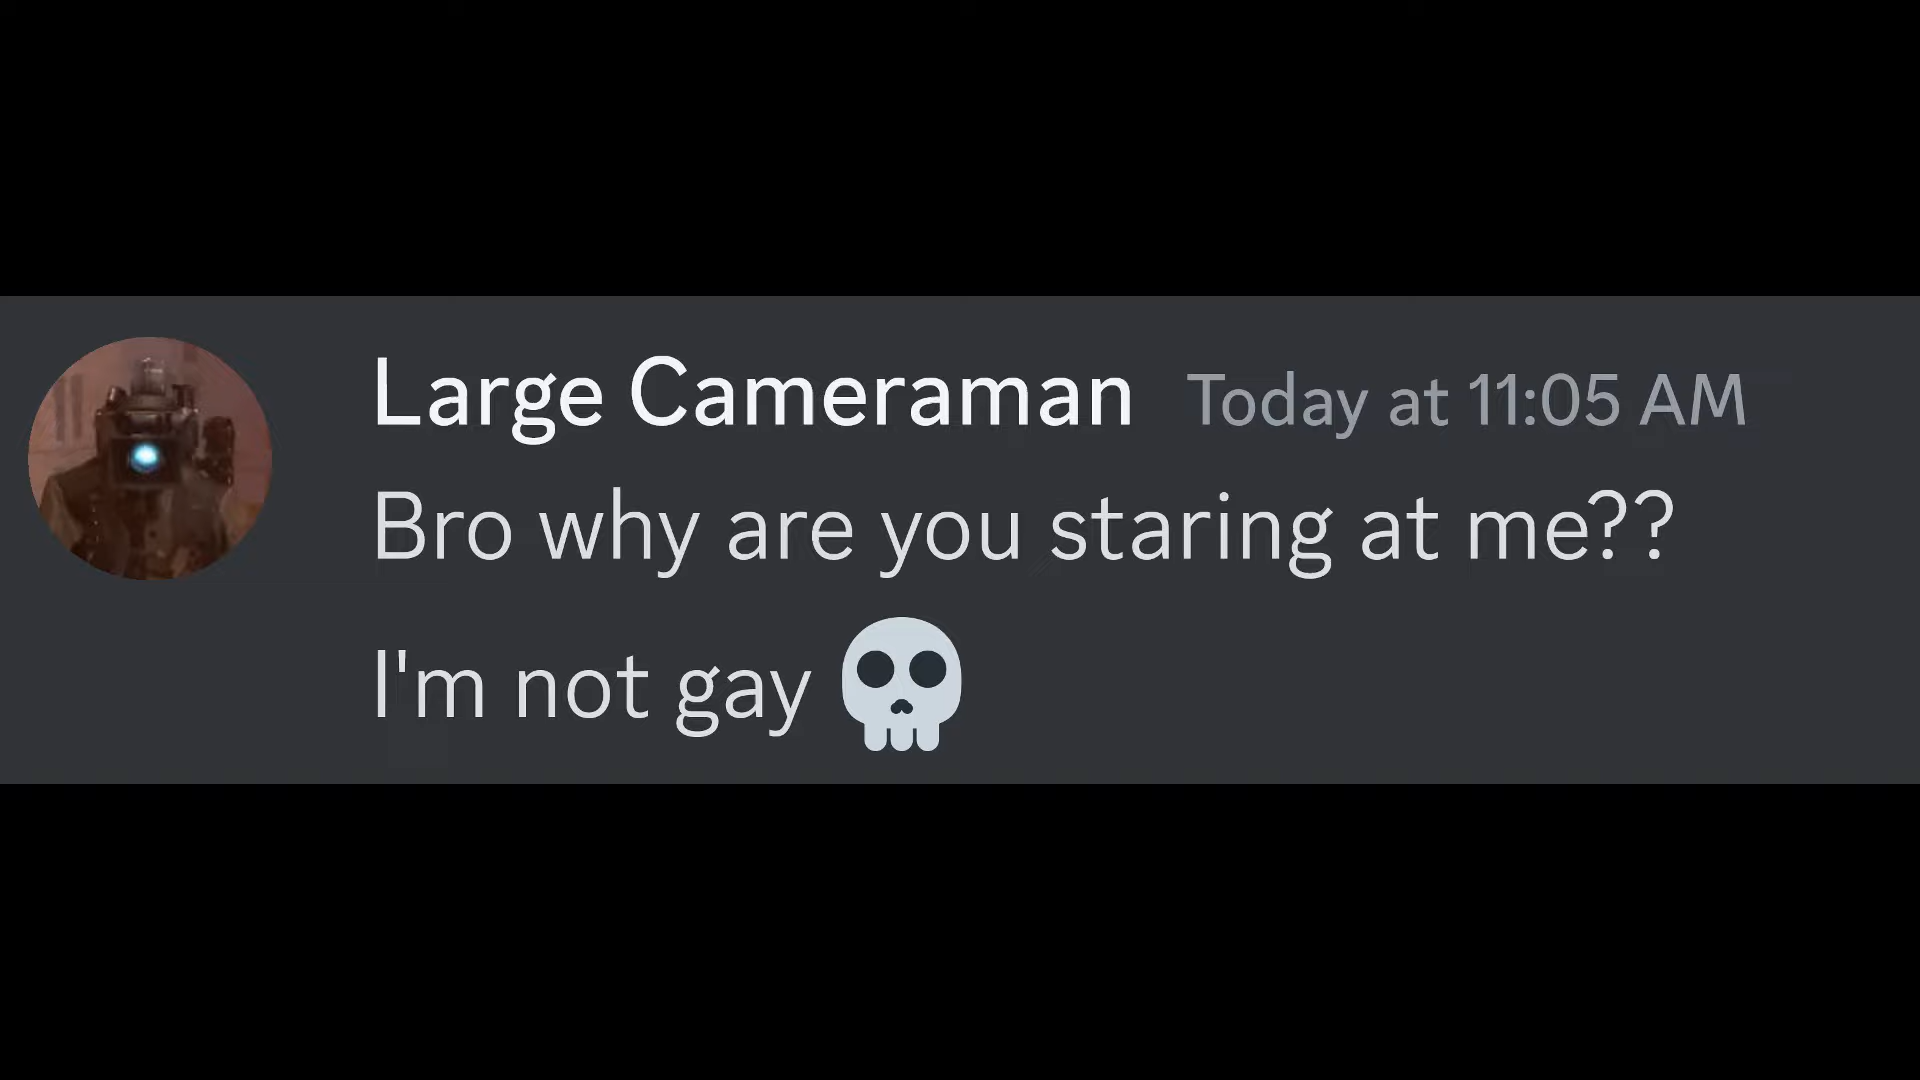 Large Cameraman Today at 11:05 AM
Bro why are you staring at me??
I'm not gay 💀